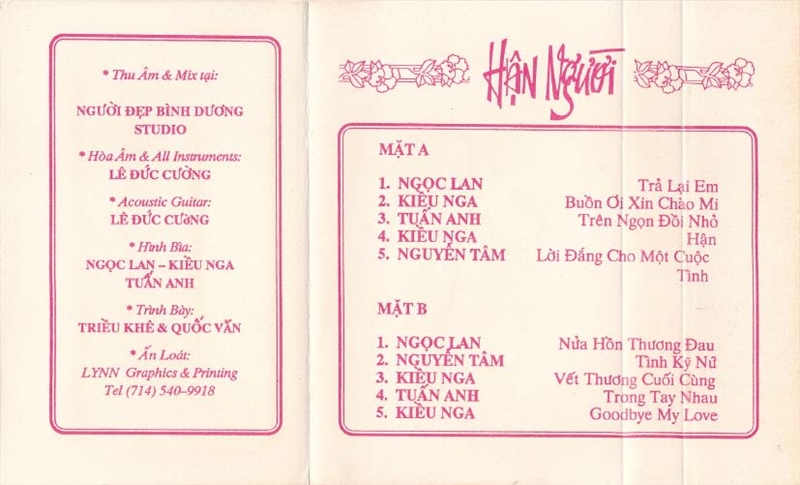 * Thu Âm & Mix tại:
NGƯỜI ĐẸP BÌNH DƯƠNG
STUDIO
* Hòa Âm & All Instruments:
LÊ ĐỨC CƯỜNG
* Acoustic Guitar:
LÊ ĐỨC CƯỜNG
* Hình Bìa:
NGỌC LAN – KIỀU NGA
TUẤN ANH
* Trình Bày:
TRIỀU KHÊ & QUỐC VĂN
* Ấn Loát:
LYNN Graphics & Printing
Tel (714) 540-9918
HẬN NGƯỜI
MẶT A
1. NGỌC LAN Trả Lại Em
2. KIỀU NGA Buồn Ơi Xin Chào Mi
3. TUẤN ANH Trên Ngọn Đồi Nhỏ
4. KIỀU NGA Hận
5. NGUYỄN TÂM Lời Đắng Cho Một Cuộc
Tình
MẶT B
1. NGỌC LAN Nửa Hồn Thương Đau
2. NGUYỄN TÂM Tình Kỹ Nữ
3. KIỀU NGA Vết Thương Cuối Cùng
4. TUẤN ANH Trong Tay Nhau
5. KIỀU NGA Goodbye My Love